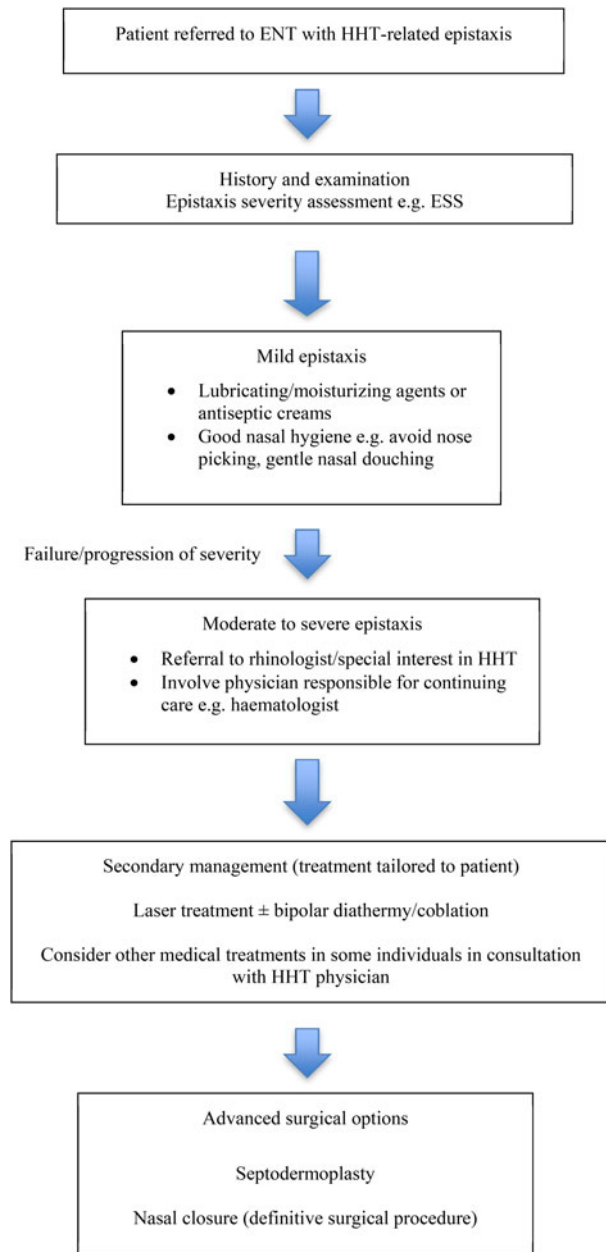 Patient referred to ENT with HHT-related epistaxis
History and examination
Epistaxis severity assessment e.g. ESS
Mild epistaxis
• Lubricating/moisturizing agents or
antiseptic creams
• Good nasal hygiene e.g. avoid nose
picking, gentle nasal douching
Failure/progression of severity
Moderate to severe epistaxis
• Referral to rhinologist/special interest in HHT
• Involve physician responsible for continuing
care e.g. haematologist
Secondary management (treatment tailored to patient)
Laser treatment ± bipolar diathermy/coblation
Consider other medical treatments in some individuals in consultation
with HHT physician
Advanced surgical options
Septodermoplasty
Nasal closure (definitive surgical procedure)